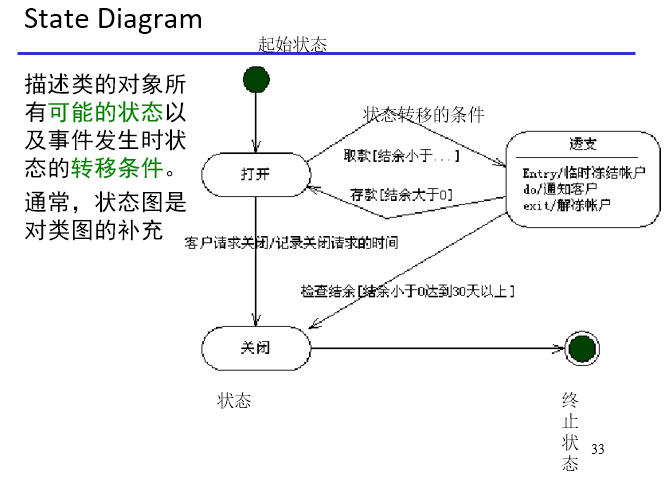 State Diagram
起始状态
描述类的对象所
有可能的状态以
及事件发生时状
态的转移条件。
通常，状态图是
对类图的补充
状态转移的条件
取款[结余小于...]
打开
存款[结余大于0]
透支
Entry/临时冻结帐户
do/通知客户
exit/解冻帐户
客户请求关闭/记录关闭请求的时间
检查结余[结余小于0达到30天以上]
关闭
状态
终
止
状
态
33